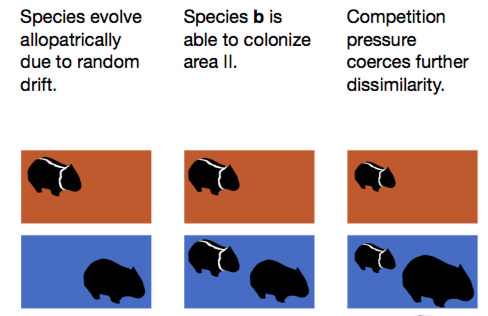 Species evolve
allopatrically
due to random
drift.
Species b is
able to colonize
area II.
Competition
pressure
coerces further
dissimilarity.